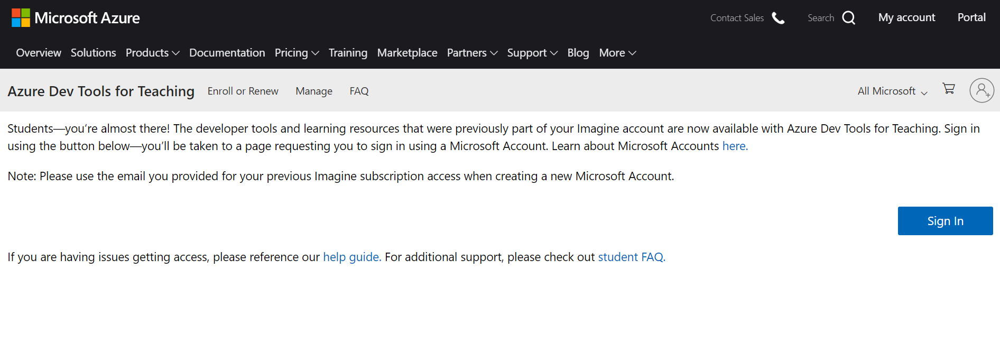 Microsoft Azure
Contact Sales Search My account Portal
Overview Solutions Products Documentation Pricing Training Marketplace Partners Support Blog More
Azure Dev Tools for Teaching Enroll or Renew Manage FAQ All Microsoft
Students—you’re almost there! The developer tools and learning resources that were previously part of your Imagine account are now available with Azure Dev Tools for Teaching. Sign in
using the button below—you’ll be taken to a page requesting you to sign in using a Microsoft Account. Learn about Microsoft Accounts here.
Note: Please use the email you provided for your previous Imagine subscription access when creating a new Microsoft Account.
Sign In
If you are having issues getting access, please reference our help guide. For additional support, please check out student FAQ.